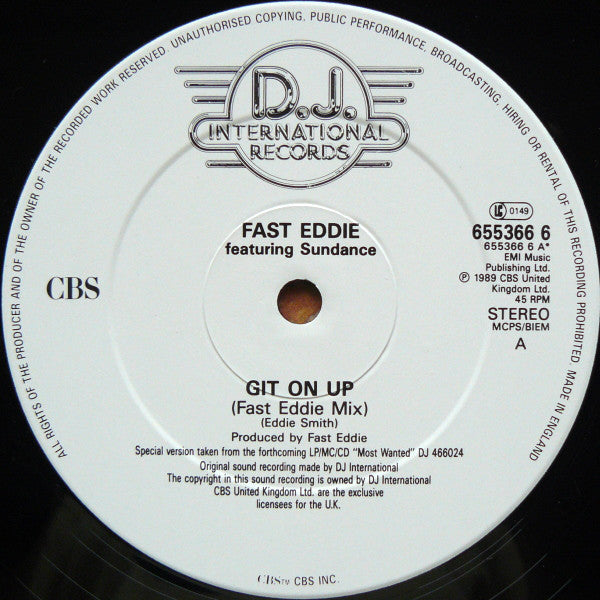 ALL RIGHTS OF THE PRODUCER AND OF THE OWNER OF THE RECORDED WORK RESERVED. UNAUTHORISED COPYING, PUBLIC PERFORMANCE, BROADCASTING, HIRING OR RENTAL OF THIS RECORDING PROHIBITED. MADE IN ENGLAND
D.J.
INTERNATIONAL
RECORDS
FAST EDDIE
featuring Sundance
CBS
LC 0149
655366 6
655366 6 A*
EMI Music
Publishing Ltd.
℗ 1989 CBS United
Kingdom Ltd.
45 RPM
STEREO
MCPS/BIEM
A
GIT ON UP
(Fast Eddie Mix)
(Eddie Smith)
Produced by Fast Eddie
Special version taken from the forthcoming LP/MC/CD "Most Wanted" DJ 466024
Original sound recording made by DJ International
The copyright in this sound recording is owned by DJ International
CBS United Kingdom Ltd. are the exclusive
licensees for the U.K.
CBS™ CBS INC.